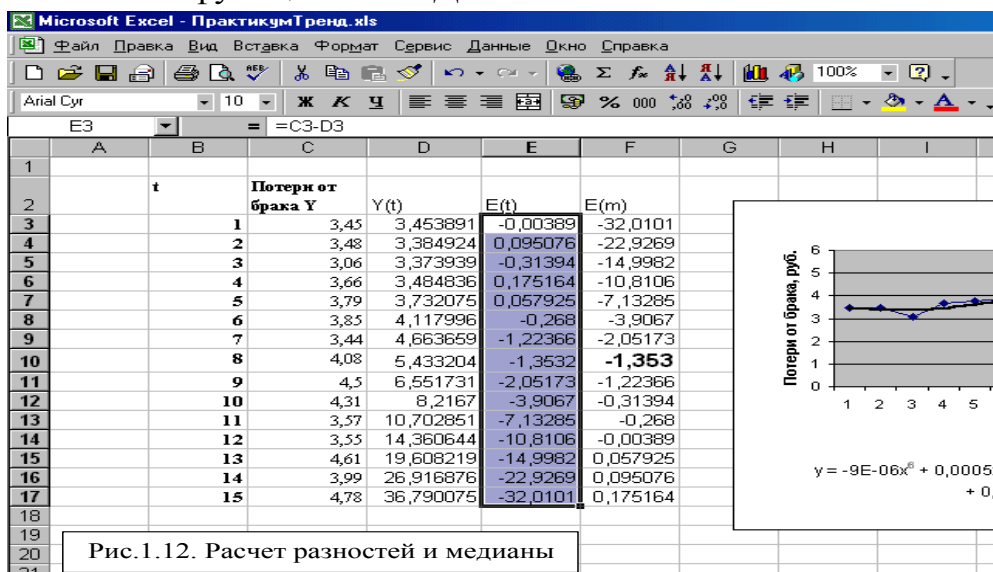 Microsoft Excel - ПрактикумТренд.xls
Файл Правка Вид Вставка Формат Сервис Данные Окно Справка
100%
Arial Cyr 10 Ж К Ч % 000
E3 = =C3-D3
A B C D E F G H I
1
t Потери от
2 брака Y Y(t) E(t) E(m)
3 1 3,45 3,453891 -0,00389 -32,0101
4 2 3,48 3,384924 0,095076 -22,9269
5 3 3,06 3,373939 -0,31394 -14,9982
6 4 3,66 3,484836 0,175164 -10,8106
7 5 3,79 3,732075 0,057925 -7,13285
8 6 3,85 4,117996 -0,268 -3,9067
9 7 3,44 4,663659 -1,22366 -2,05173
10 8 4,08 5,433204 -1,3532 -1,353
11 9 4,5 6,551731 -2,05173 -1,22366
12 10 4,31 8,2167 -3,9067 -0,31394
13 11 3,57 10,702851 -7,13285 -0,268
14 12 3,55 14,360644 -10,8106 -0,00389
15 13 4,61 19,608219 -14,9982 0,057925
16 14 3,99 26,916876 -22,9269 0,095076
17 15 4,78 36,790075 -32,0101 0,175164
18
19
20
Потери от брака, руб.
6
5
4
3
2
1
0
1 2 3 4 5
y = -9E-06x⁶ + 0,0005
+ 0,
Рис.1.12. Расчет разностей и медианы